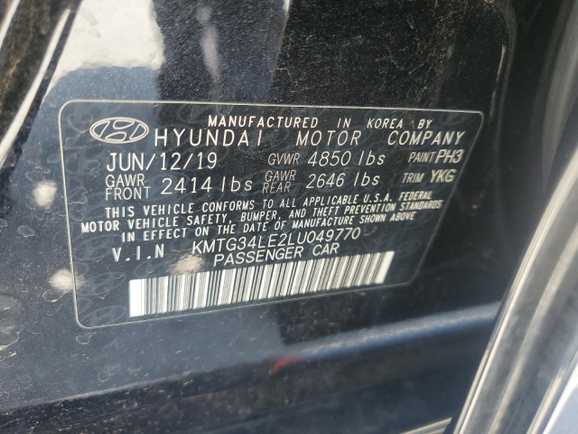 MANUFACTURED IN KOREA BY
HYUNDAI MOTOR COMPANY
JUN/12/19 GVWR 4850 lbs PAINT PH3
GAWR FRONT 2414 lbs GAWR REAR 2646 lbs TRIM YKG
THIS VEHICLE CONFORMS TO ALL APPLICABLE U.S.A. FEDERAL
MOTOR VEHICLE SAFETY, BUMPER, AND THEFT PREVENTION STANDARDS
IN EFFECT ON THE DATE OF MANUFACTURE SHOWN ABOVE.
V.I.N KMTG34LE2LU049770
PASSENGER CAR